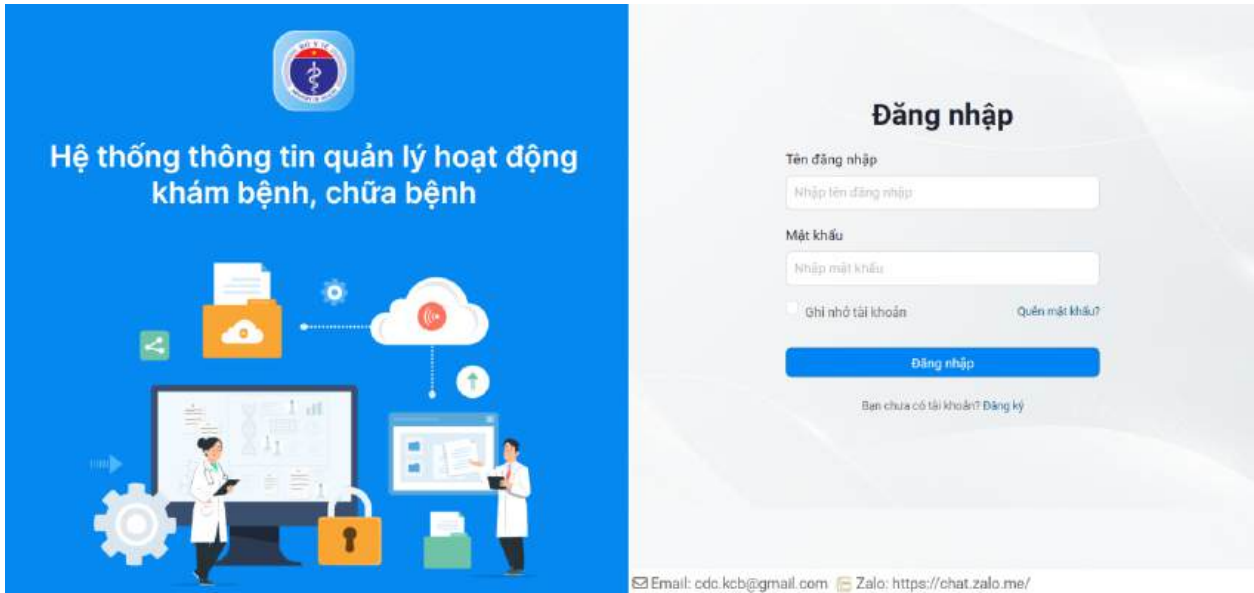 BỘ Y TẾ
Hệ thống thông tin quản lý hoạt động
khám bệnh, chữa bệnh
Đăng nhập
Tên đăng nhập
Nhập tên đăng nhập
Mật khẩu
Nhập mật khẩu
Ghi nhớ tài khoản
Quên mật khẩu?
Đăng nhập
Bạn chưa có tài khoản? Đăng ký
Email: cdc.kcb@gmail.com Zalo: https://chat.zalo.me/